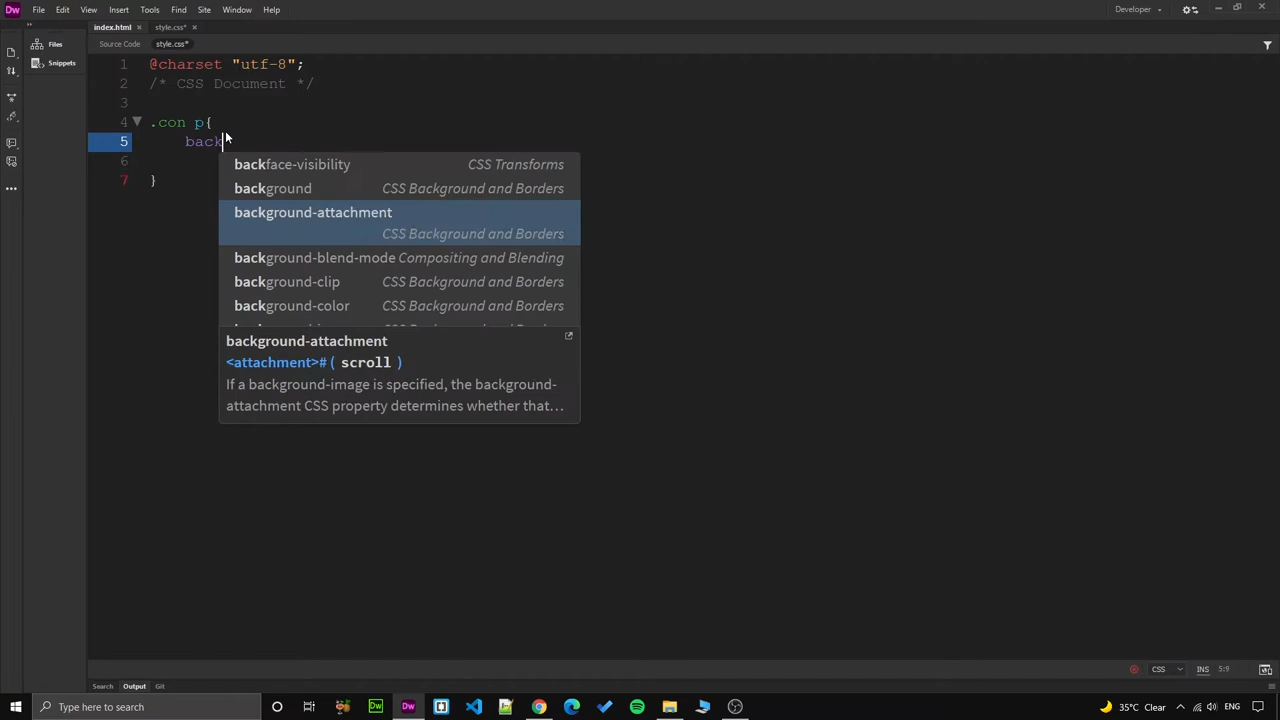 Dw File Edit View Insert Tools Find Site Window Help Developer
index.html × style.css* ×
Files Source Code style.css*
Snippets
1 @charset "utf-8";
2 /* CSS Document */
3
4 .con p{
5 back
6
7 }
backface-visibility CSS Transforms
background CSS Background and Borders
background-attachment
CSS Background and Borders
background-blend-mode Compositing and Blending
background-clip CSS Background and Borders
background-color CSS Background and Borders
background-attachment
<attachment>#( scroll )
If a background-image is specified, the background-
attachment CSS property determines whether that…
CSS INS 5:9
Search Output Git
Type here to search Dw Dw 35°C Clear ENG